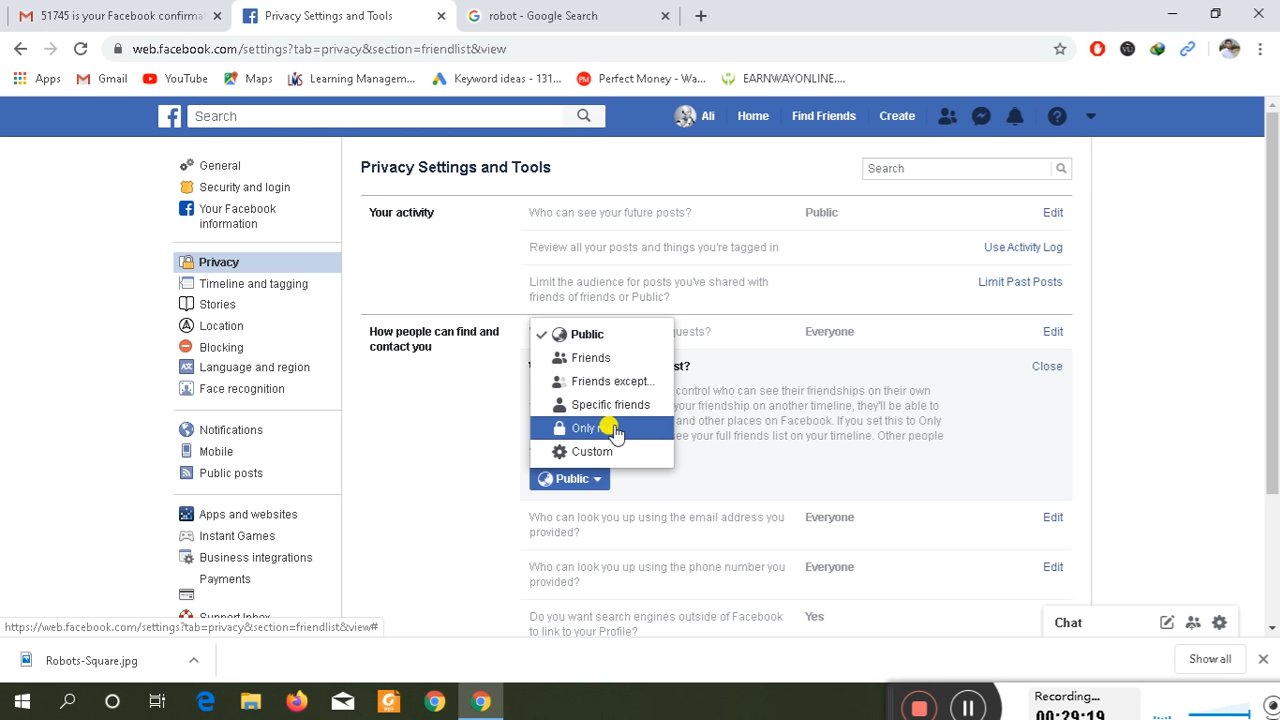 51745 is your Facebook confirma
Privacy Settings and Tools
robot - Google Search
web.facebook.com/settings?tab=privacy&section=friendlist&view
Apps
Gmail
YouTube
Maps
Learning Managem...
Keyword ideas - 131...
Perfect Money - Wa...
EARNWAYONLINE....
Search
Ali
Home
Find Friends
Create
General
Security and login
Your Facebook
information
Privacy
Timeline and tagging
Stories
Location
Blocking
Language and region
Face recognition
Notifications
Mobile
Public posts
Apps and websites
Instant Games
Business integrations
Payments
Support Inbox
Privacy Settings and Tools
Search
Your activity
Who can see your future posts?
Public
Edit
Review all your posts and things you're tagged in
Use Activity Log
Limit the audience for posts you've shared with
friends of friends or Public?
Limit Past Posts
How people can find and
contact you
quests?
Everyone
Edit
st?
Close
control who can see their friendships on their own
your friendship on another timeline, they'll be able to
and other places on Facebook. If you set this to Only
see your full friends list on your timeline. Other people
Public
Friends
Friends except...
Specific friends
Only
Custom
Public
Who can look you up using the email address you
provided?
Everyone
Edit
Who can look you up using the phone number you
provided?
Everyone
Edit
Do you want search engines outside of Facebook
to link to your Profile?
Yes
Chat
https://web.facebook.com/settings?tab=privacy&section=friendlist&view#
Robots-Square.jpg
Show all
Recording...
00:29:19